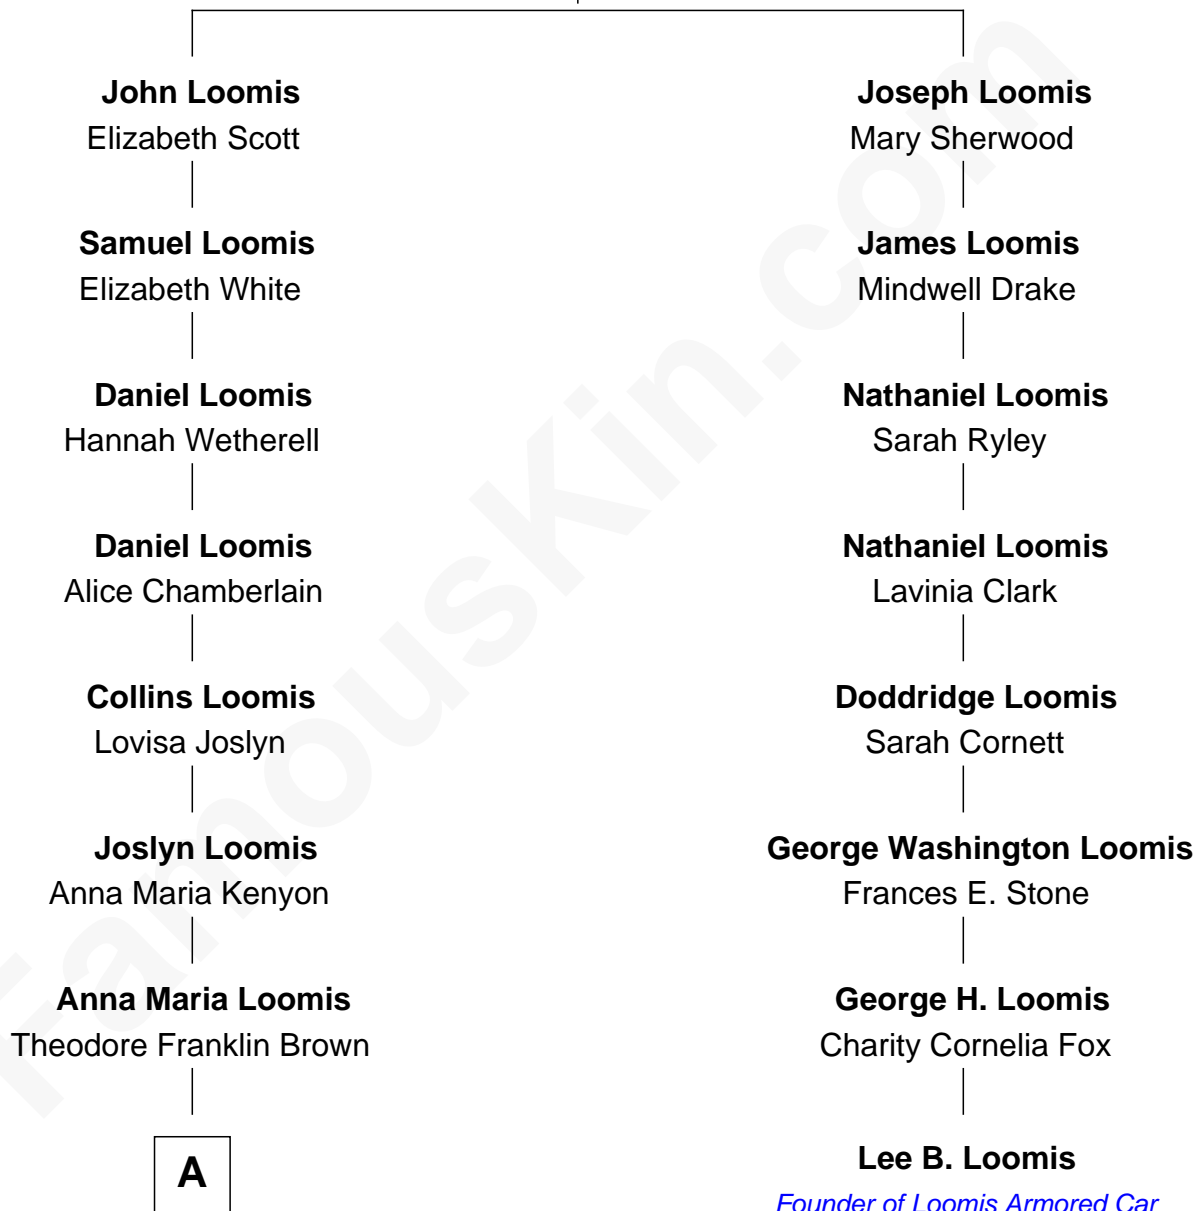 John Loomis
Elizabeth Scott
Samuel Loomis
Elizabeth White
Daniel Loomis
Hannah Wetherell
Daniel Loomis
Alice Chamberlain
Collins Loomis
Lovisa Joslyn
Joslyn Loomis
Anna Maria Kenyon
Anna Maria Loomis
Theodore Franklin Brown
A
Joseph Loomis
Mary Sherwood
James Loomis
Mindwell Drake
Nathaniel Loomis
Sarah Ryley
Nathaniel Loomis
Lavinia Clark
Doddridge Loomis
Sarah Cornett
George Washington Loomis
Frances E. Stone
George H. Loomis
Charity Cornelia Fox
Lee B. Loomis
Founder of Loomis Armored Car
FamousKin.com